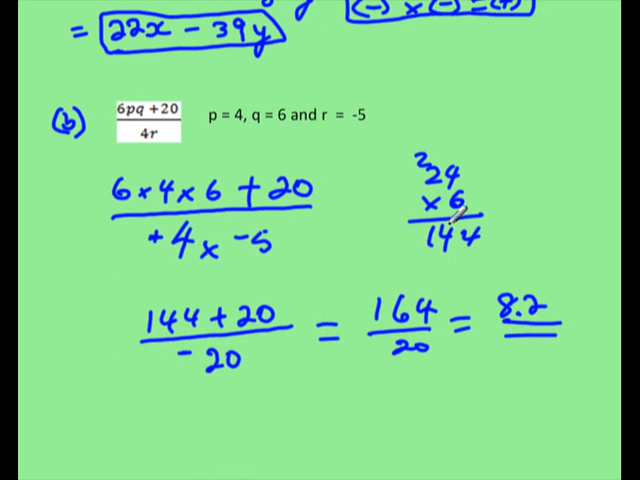 = 22x - 39y (-) x (-) = (+)
(b) 6pq +20 / 4r p = 4, q = 6 and r = -5
6 x 4 x 6 + 20 / +4 x -5
2 24
x 6
144
144 + 20 / - 20 = 164 / 20 = 8.2